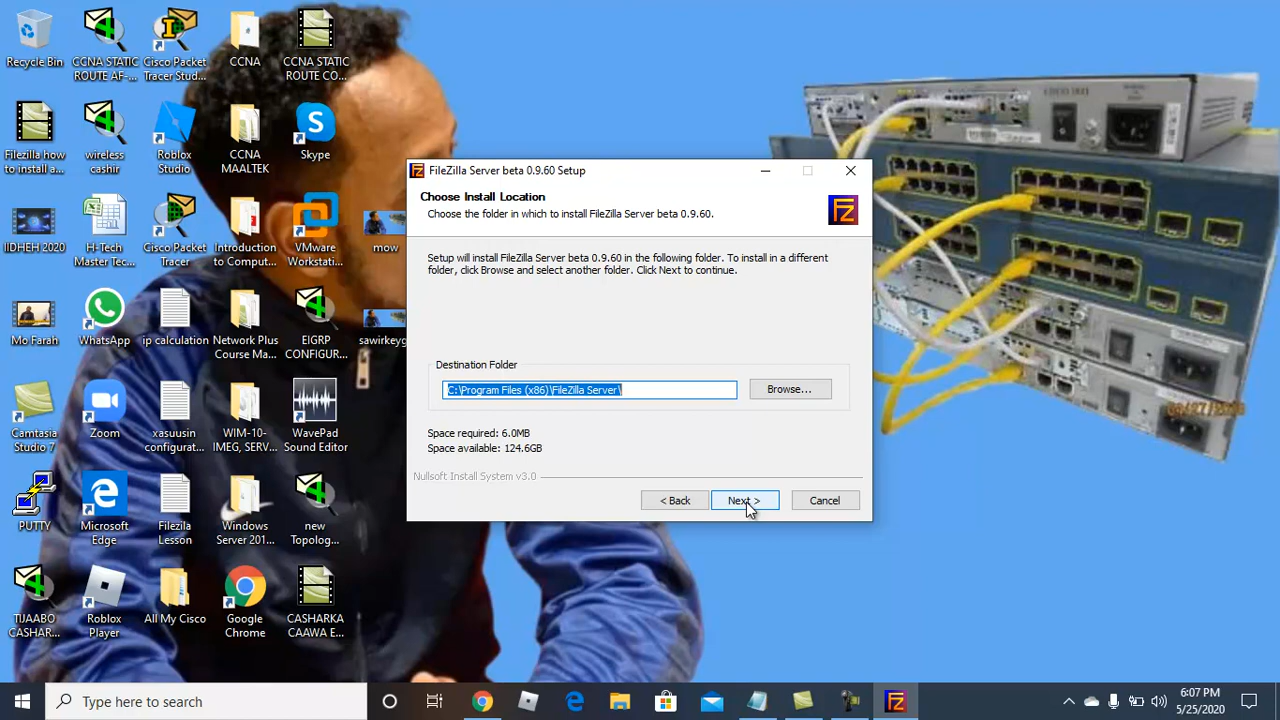 Recycle Bin
CCNA STATIC
ROUTE AF-...
Cisco Packet
Tracer Stud...
CCNA
CCNA STATIC
ROUTE CO...
Filezilla how
to install a...
wireless
cashir
Roblox
Studio
CCNA
MAALTEK
Skype
IIDHEH 2020
H-Tech
Master Tec...
Cisco Packet
Tracer
Introduction
to Comput...
VMware
Workstati...
mow
Mo Farah
WhatsApp
ip calculation
Network Plus
Course Ma...
EIGRP
CONFIGUR...
sawirkeyg
Camtasia
Studio 7
Zoom
xasuusin
configurat...
WIM-10-
IMEG, SERV...
WavePad
Sound Editor
PUTTY
Microsoft
Edge
Filezila
Lesson
Windows
Server 201...
new
Topolog...
TIJAABO
CASHAR...
Roblox
Player
All My Cisco
Google
Chrome
CASHARKA
CAAWA E...
FileZilla Server beta 0.9.60 Setup
Choose Install Location
Choose the folder in which to install FileZilla Server beta 0.9.60.
Setup will install FileZilla Server beta 0.9.60 in the following folder. To install in a different
folder, click Browse and select another folder. Click Next to continue.
Destination Folder
C:\Program Files (x86)\FileZilla Server\
Browse...
Space required: 6.0MB
Space available: 124.6GB
Nullsoft Install System v3.0
< Back
Next >
Cancel
Type here to search
6:07 PM
5/25/2020